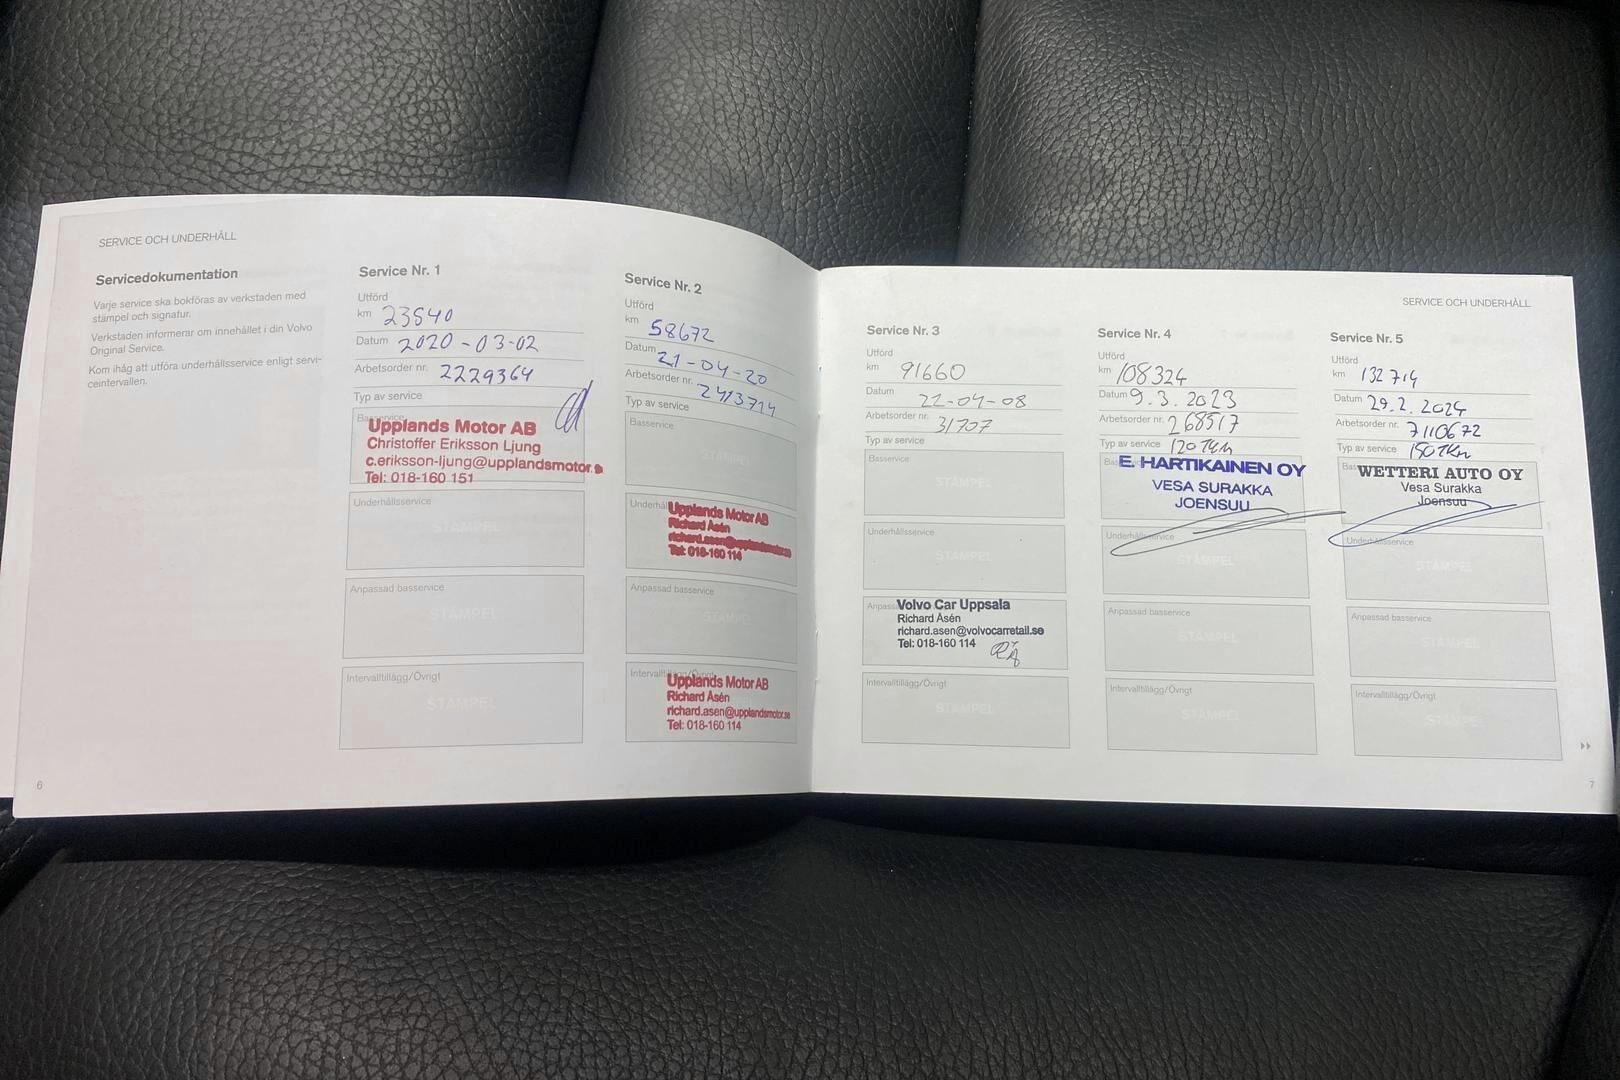 SERVICE OCH UNDERHÅLL
Servicedokumentation
Varje service ska bokföras av verkstaden med
stämpel och signatur.
Verkstaden informerar om innehållet i din Volvo
Original Service.
Kom ihåg att utföra underhållsservice enligt servi-
ceintervallen.
Service Nr. 1
Utförd
km 23540
Datum 2020-03-02
Arbetsorder nr. 2229364
Typ av service
Basservice
Upplands Motor AB
Christoffer Eriksson Ljung
c.eriksson-ljung@upplandsmotor.s
Tel: 018-160 151
Underhållsservice
STÄMPEL
Anpassad basservice
STÄMPEL
Intervalltillägg/Övrigt
STÄMPEL
Service Nr. 2
Utförd
km 58672
Datum 21-04-20
Arbetsorder nr. 2413714
Typ av service
Basservice
STÄMPEL
Underhål
Upplands Motor AB
Richard Asén
richard.asen@upplandsmotor.se
Tel: 018-160 114
Anpassad basservice
STÄMPEL
Intervalltillägg/Övrigt
Upplands Motor AB
Richard Asén
richard.asen@upplandsmotor.se
Tel: 018-160 114
6
SERVICE OCH UNDERHÅLL
Service Nr. 3
Utförd
km 91660
Datum 22-04-08
Arbetsorder nr. 31707
Typ av service
Basservice
STÄMPEL
Underhållsservice
STÄMPEL
Anpass
Volvo Car Uppsala
Richard Asén
richard.asen@volvocarretail.se
Tel: 018-160 114
Intervalltillägg/Övrigt
STÄMPEL
Service Nr. 4
Utförd
km 108324
Datum 9.3.2023
Arbetsorder nr. 268517
Typ av service 120 Tkm
Bas
E. HARTIKAINEN OY
VESA SURAKKA
JOENSUU
Underhållsservice
STÄMPEL
Anpassad basservice
STÄMPEL
Intervalltillägg/Övrigt
STÄMPEL
Service Nr. 5
Utförd
km 132714
Datum 29.2.2024
Arbetsorder nr. 7110672
Typ av service 150 Tkm
Bas
WETTERI AUTO OY
Vesa Surakka
Joensuu
Underhållsservice
STÄMPEL
Anpassad basservice
STÄMPEL
Intervalltillägg/Övrigt
STÄMPEL
7